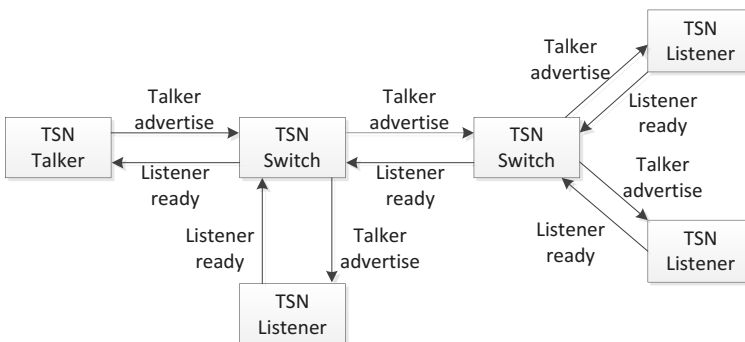 TSN
Listener
Talker
advertise
Listener
ready
Talker
advertise
Talker
advertise
TSN
Talker
TSN
Switch
TSN
Switch
Listener
ready
Listener
ready
Talker
advertise
Listener
ready
Talker
advertise
Listener
ready
TSN
Listener
TSN
Listener